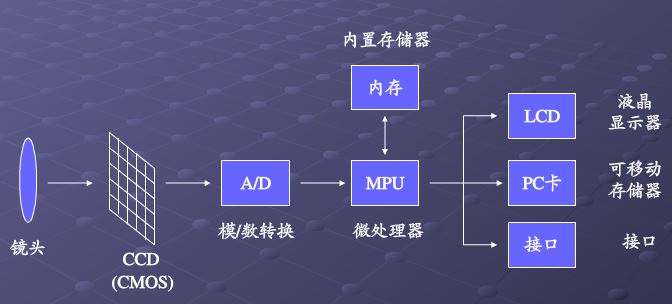 内置存储器
内存
LCD
液晶
显示器
A/D
MPU
PC卡
可移动
存储器
镜头
CCD
(CMOS)
模/数转换
微处理器
接口
接口